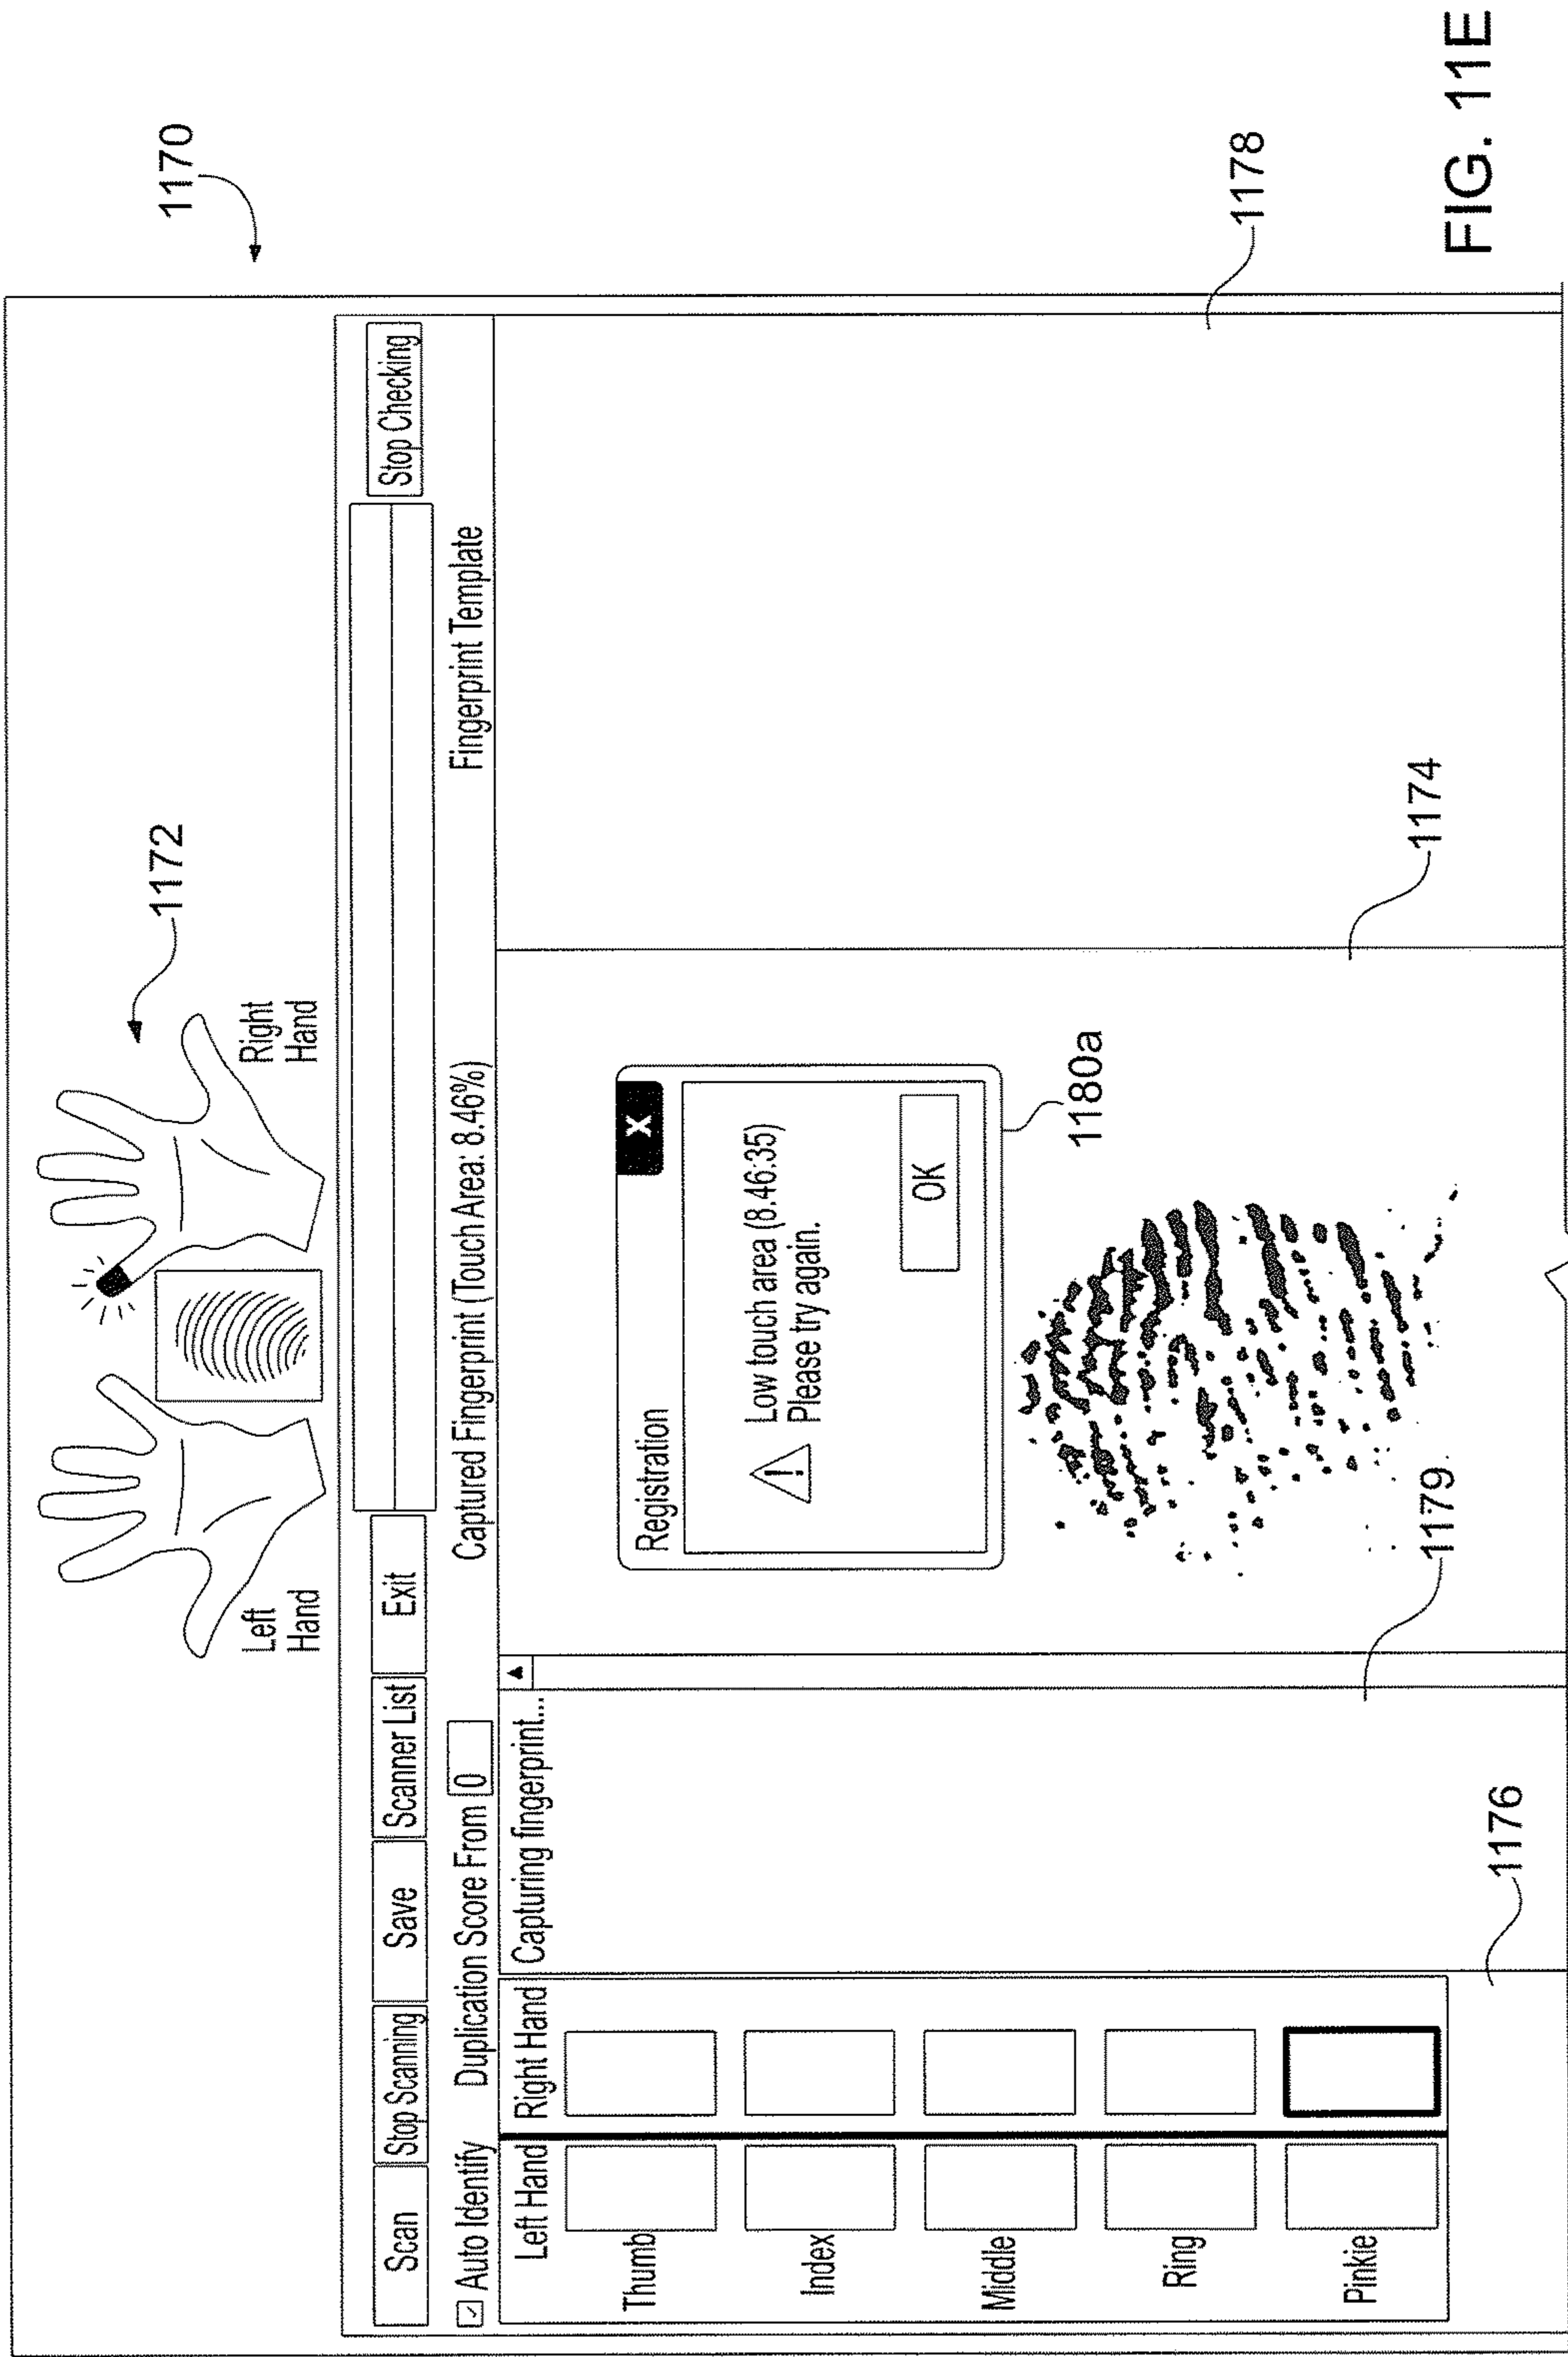 1170
1172
Left
Hand
Right
Hand
Scan
Stop Scanning
Save
Scanner List
Exit
Stop Checking
Auto Identify
Duplication Score From 0
Captured Fingerprint (Touch Area: 8.46%)
Fingerprint Template
Left Hand
Right Hand
Capturing fingerprint...
Thumb
Index
Middle
Ring
Pinkie
Registration
X
Low touch area (8.46:35)
Please try again.
OK
1180a
1176
1179
1174
1178
FIG. 11E